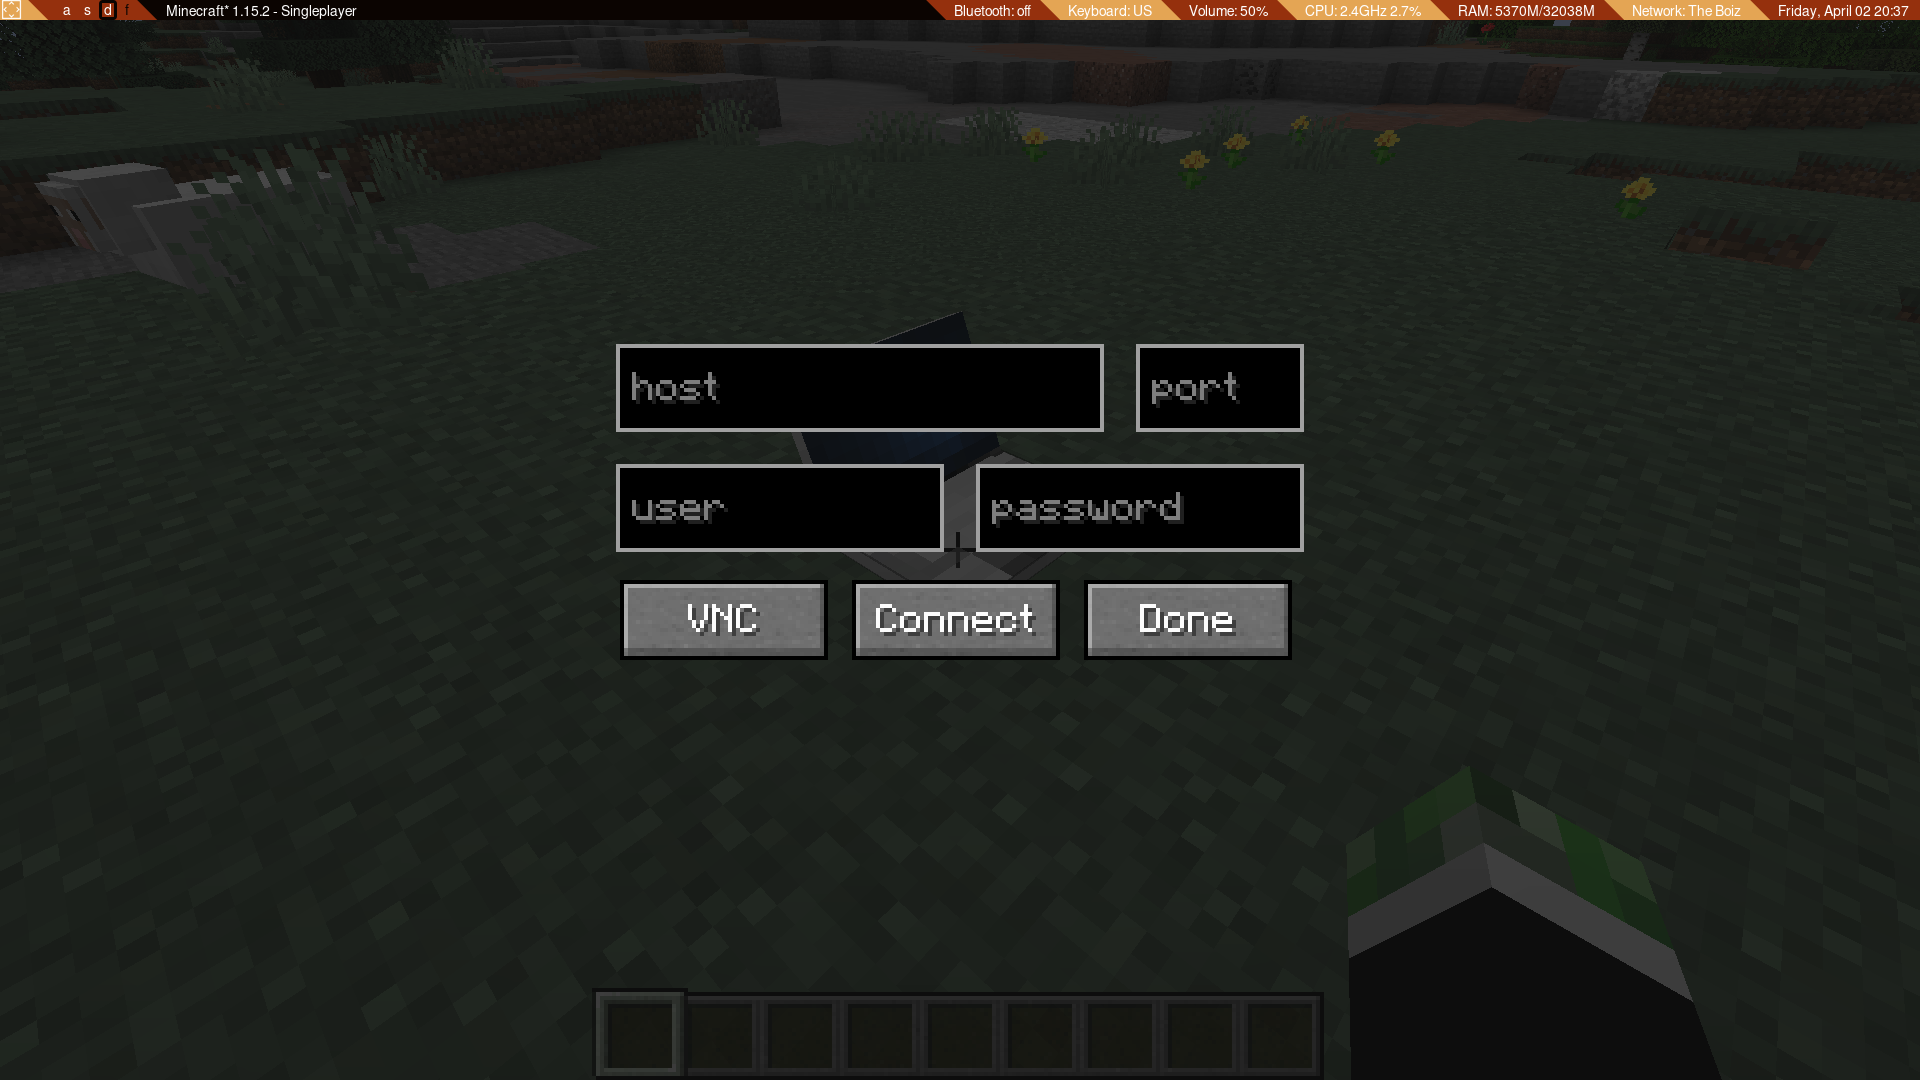 a s d f Minecraft* 1.15.2 - Singleplayer Bluetooth: off Keyboard: US Volume: 50% CPU: 2.4GHz 2.7% RAM: 5370M/32038M Network: The Boiz Friday, April 02 20:37
host port
user password
VNC Connect Done